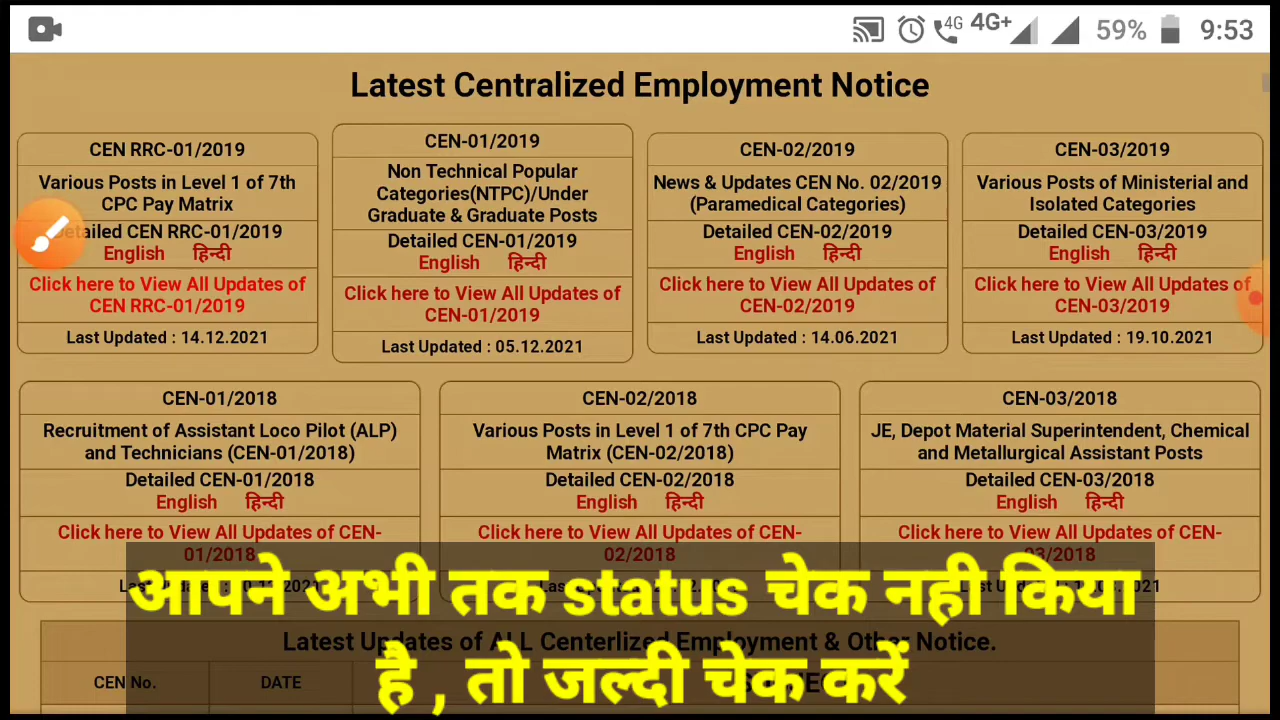 4G 4G+ 59% 9:53
Latest Centralized Employment Notice
CEN RRC-01/2019
Various Posts in Level 1 of 7th
CPC Pay Matrix
CEN RRC-01/2019
English हिन्दी
Click here to View All Updates of
CEN RRC-01/2019
Last Updated : 14.12.2021
CEN-01/2019
Non Technical Popular
Categories(NTPC)/Under
Graduate & Graduate Posts
Detailed CEN-01/2019
English हिन्दी
Click here to View All Updates of
CEN-01/2019
Last Updated : 05.12.2021
CEN-02/2019
News & Updates CEN No. 02/2019
(Paramedical Categories)
Detailed CEN-02/2019
English हिन्दी
Click here to View All Updates of
CEN-02/2019
Last Updated : 14.06.2021
CEN-03/2019
Various Posts of Ministerial and
Isolated Categories
Detailed CEN-03/2019
English हिन्दी
Click here to View All Updates of
CEN-03/2019
Last Updated : 19.10.2021
CEN-01/2018
Recruitment of Assistant Loco Pilot (ALP)
and Technicians (CEN-01/2018)
Detailed CEN-01/2018
English हिन्दी
Click here to View All Updates of CEN-
01/2018
CEN-02/2018
Various Posts in Level 1 of 7th CPC Pay
Matrix (CEN-02/2018)
Detailed CEN-02/2018
English हिन्दी
Click here to View All Updates of CEN-
02/2018
CEN-03/2018
JE, Depot Material Superintendent, Chemical
and Metallurgical Assistant Posts
Detailed CEN-03/2018
English हिन्दी
Click here to View All Updates of CEN-
03/2018
आपने अभी तक status चेक नही किया
है , तो जल्दी चेक करें
Latest Updates of ALL Centerlized Employment & Other Notice.
CEN No. DATE